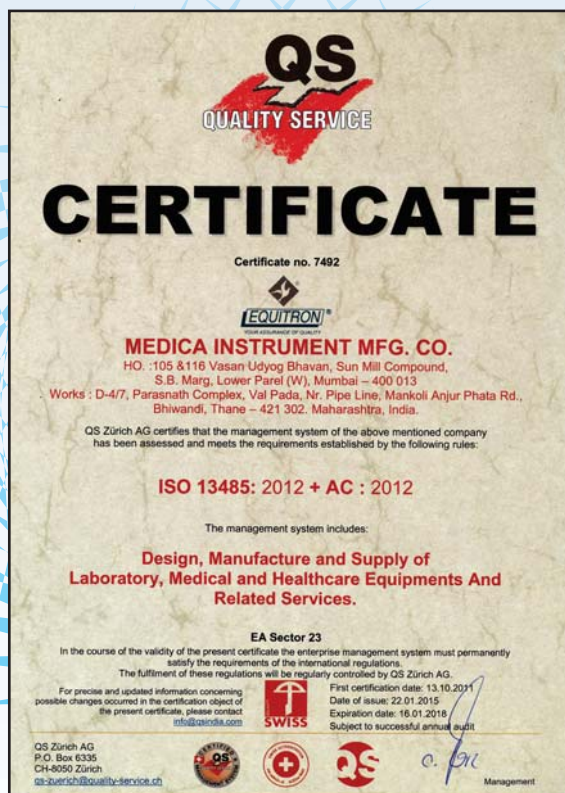 QS
QUALITY SERVICE
CERTIFICATE
Certificate no. 7492
EQUITRON®
YOUR ASSURANCE OF QUALITY
MEDICA INSTRUMENT MFG. CO.
HO. :105 &116 Vasan Udyog Bhavan, Sun Mill Compound,
S.B. Marg, Lower Parel (W), Mumbai – 400 013
Works : D-4/7, Parasnath Complex, Val Pada, Nr. Pipe Line, Mankoli Anjur Phata Rd.,
Bhiwandi, Thane – 421 302. Maharashtra, India.
QS Zürich AG certifies that the management system of the above mentioned company
has been assessed and meets the requirements established by the following rules:
ISO 13485: 2012 + AC : 2012
The management system includes:
Design, Manufacture and Supply of
Laboratory, Medical and Healthcare Equipments And
Related Services.
EA Sector 23
In the course of the validity of the present certificate the enterprise management system must permanently
satisfy the requirements of the international regulations.
The fulfilment of these regulations will be regularly controlled by QS Zürich AG.
For precise and updated information concerning
possible changes occurred in the certification object of
the present certificate, please contact
info@qsindia.com
SWISS
First certification date: 13.10.2011
Date of issue: 22.01.2015
Expiration date: 16.01.2018
Subject to successful annual audit
QS Zürich AG
P.O. Box 6335
CH-8050 Zürich
qs-zuerich@quality-service.ch
CERTIFIED
QS
QS
Management